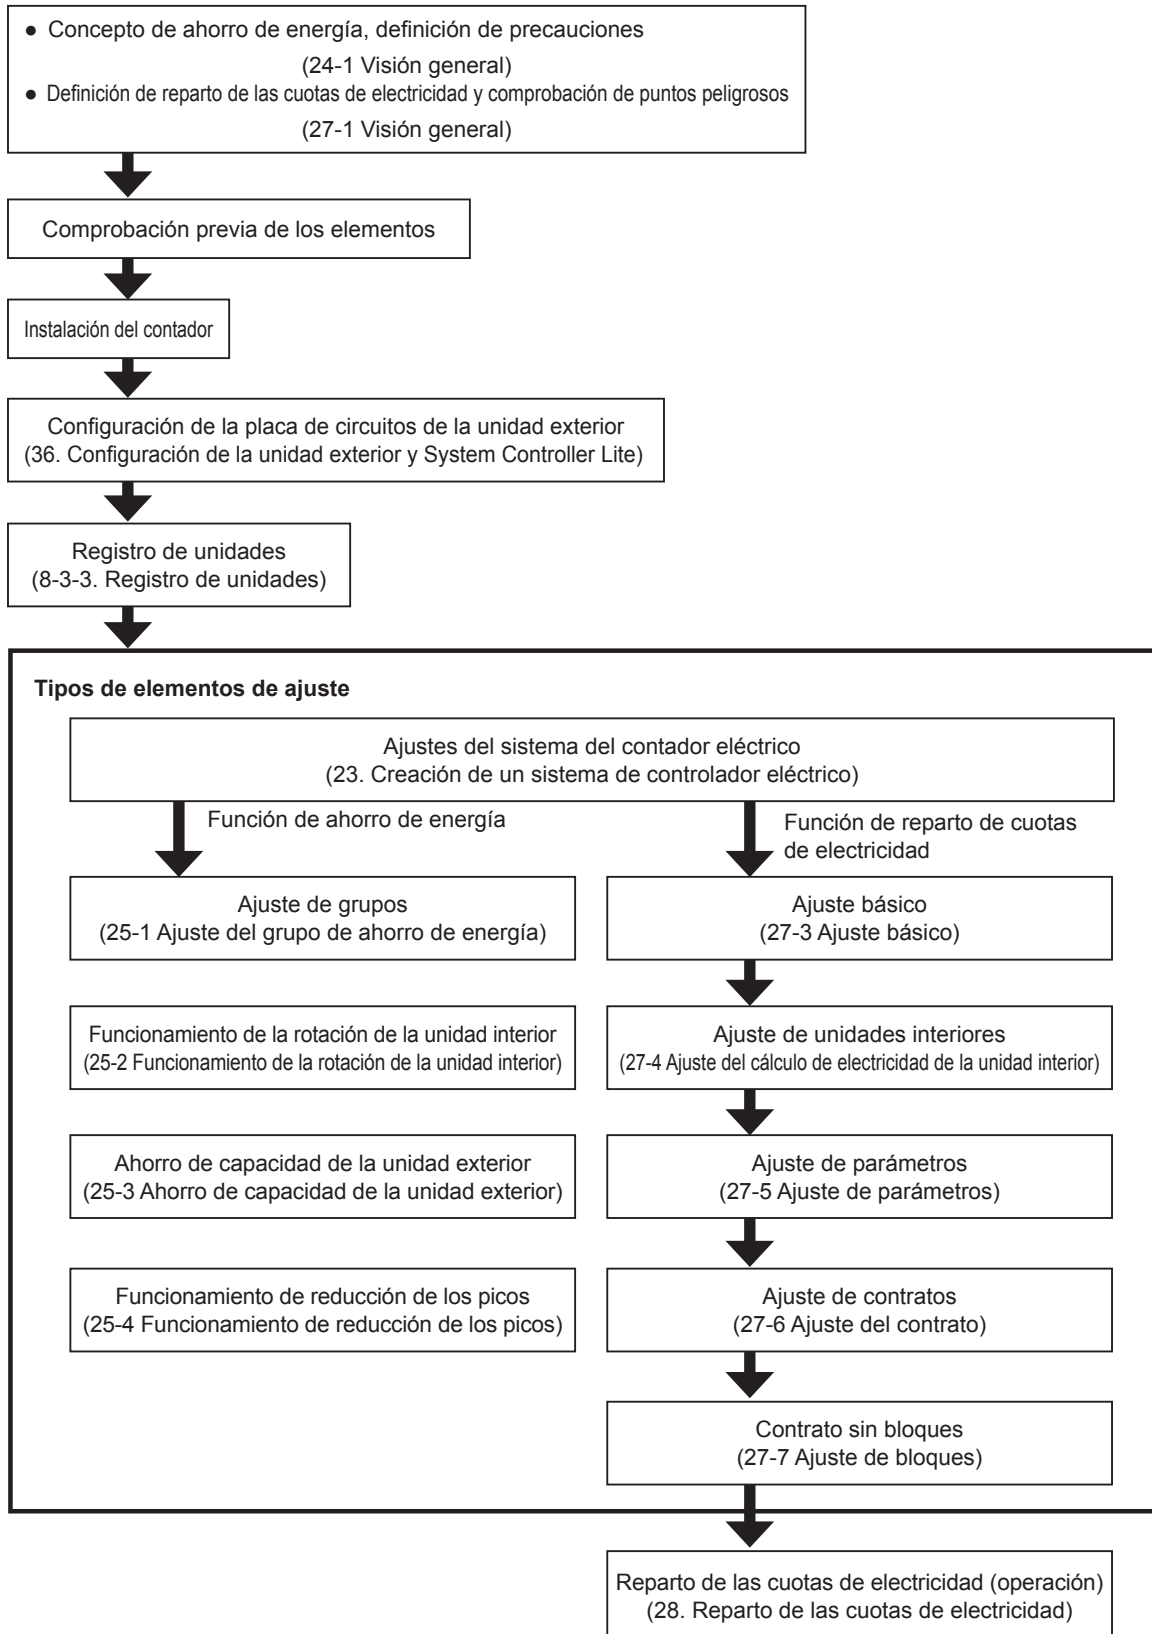 ● Concepto de ahorro de energía, definición de precauciones
(24-1 Visión general)
● Definición de reparto de las cuotas de electricidad y comprobación de puntos peligrosos
(27-1 Visión general)
Comprobación previa de los elementos
Instalación del contador
Configuración de la placa de circuitos de la unidad exterior
(36. Configuración de la unidad exterior y System Controller Lite)
Registro de unidades
(8-3-3. Registro de unidades)
Tipos de elementos de ajuste
Ajustes del sistema del contador eléctrico
(23. Creación de un sistema de controlador eléctrico)
Función de ahorro de energía
Función de reparto de cuotas
de electricidad
Ajuste de grupos
(25-1 Ajuste del grupo de ahorro de energía)
Ajuste básico
(27-3 Ajuste básico)
Funcionamiento de la rotación de la unidad interior
(25-2 Funcionamiento de la rotación de la unidad interior)
Ajuste de unidades interiores
(27-4 Ajuste del cálculo de electricidad de la unidad interior)
Ahorro de capacidad de la unidad exterior
(25-3 Ahorro de capacidad de la unidad exterior)
Ajuste de parámetros
(27-5 Ajuste de parámetros)
Funcionamiento de reducción de los picos
(25-4 Funcionamiento de reducción de los picos)
Ajuste de contratos
(27-6 Ajuste del contrato)
Contrato sin bloques
(27-7 Ajuste de bloques)
Reparto de las cuotas de electricidad (operación)
(28. Reparto de las cuotas de electricidad)